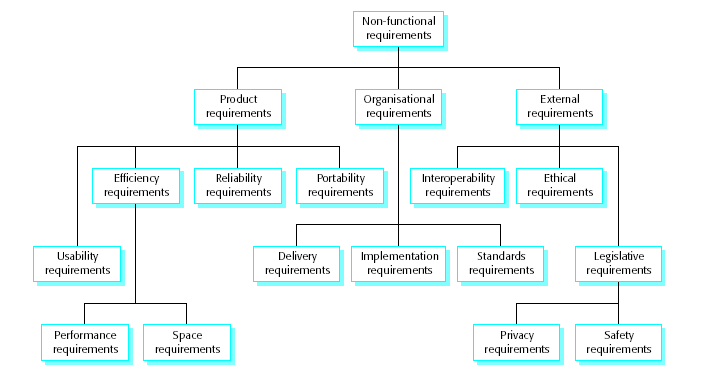 Non-functional
requirements
Product
requirements
Organisational
requirements
External
requirements
Efficiency
requirements
Reliability
requirements
Portability
requirements
Interoperability
requirements
Ethical
requirements
Usability
requirements
Delivery
requirements
Implementation
requirements
Standards
requirements
Legislative
requirements
Performance
requirements
Space
requirements
Privacy
requirements
Safety
requirements